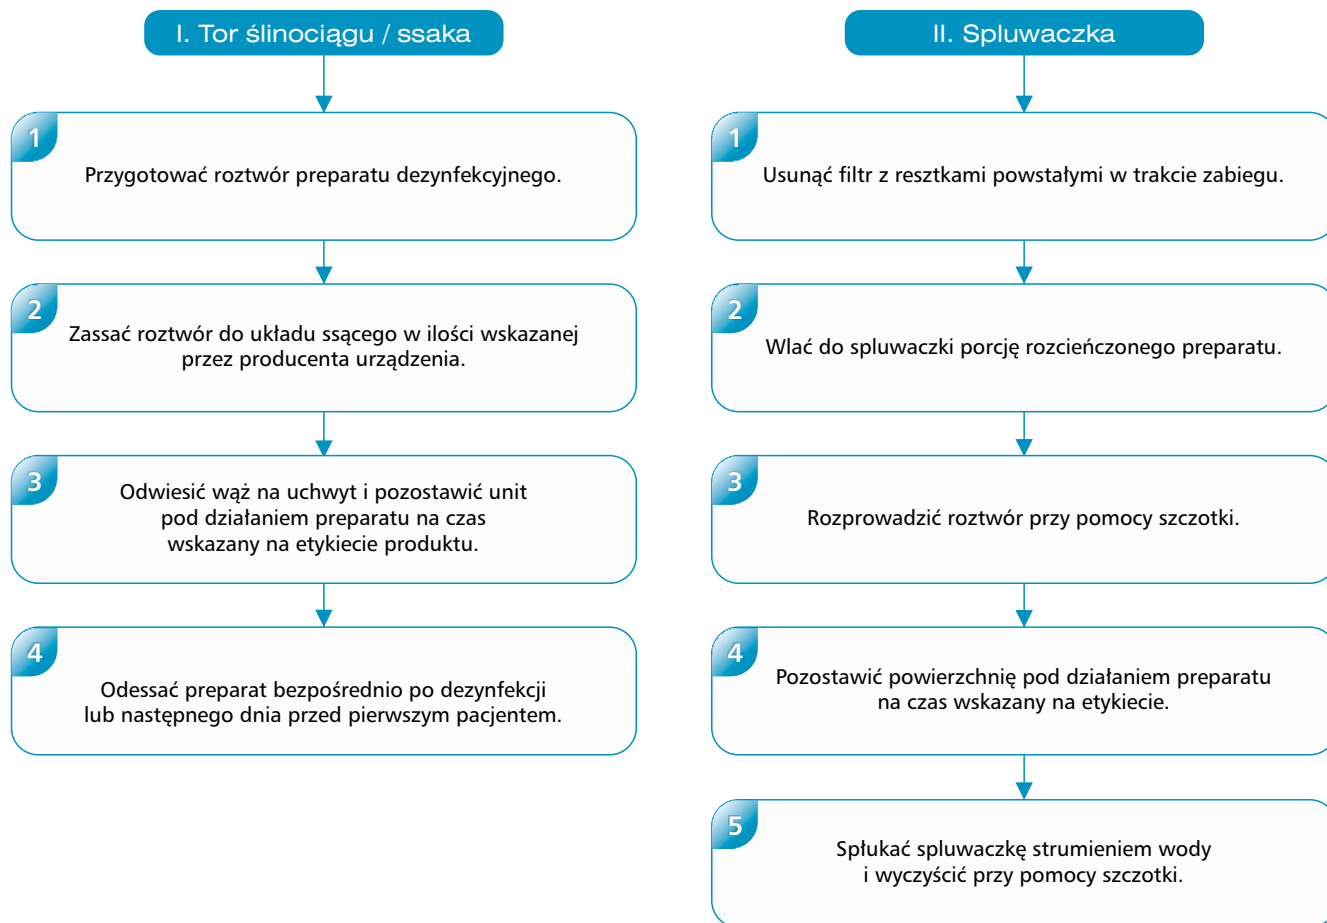 I. Tor ślinociągu / ssaka
1
Przygotować roztwór preparatu dezynfekcyjnego.
2
Zassać roztwór do układu ssącego w ilości wskazanej
przez producenta urządzenia.
3
Odwiesić wąż na uchwyt i pozostawić unit
pod działaniem preparatu na czas
wskazany na etykiecie produktu.
4
Odessać preparat bezpośrednio po dezynfekcji
lub następnego dnia przed pierwszym pacjentem.
II. Spluwaczka
1
Usunąć filtr z resztkami powstałymi w trakcie zabiegu.
2
Wlać do spluwaczki porcję rozcieńczonego preparatu.
3
Rozprowadzić roztwór przy pomocy szczotki.
4
Pozostawić powierzchnię pod działaniem preparatu
na czas wskazany na etykiecie.
5
Spłukać spluwaczkę strumieniem wody
i wyczyścić przy pomocy szczotki.